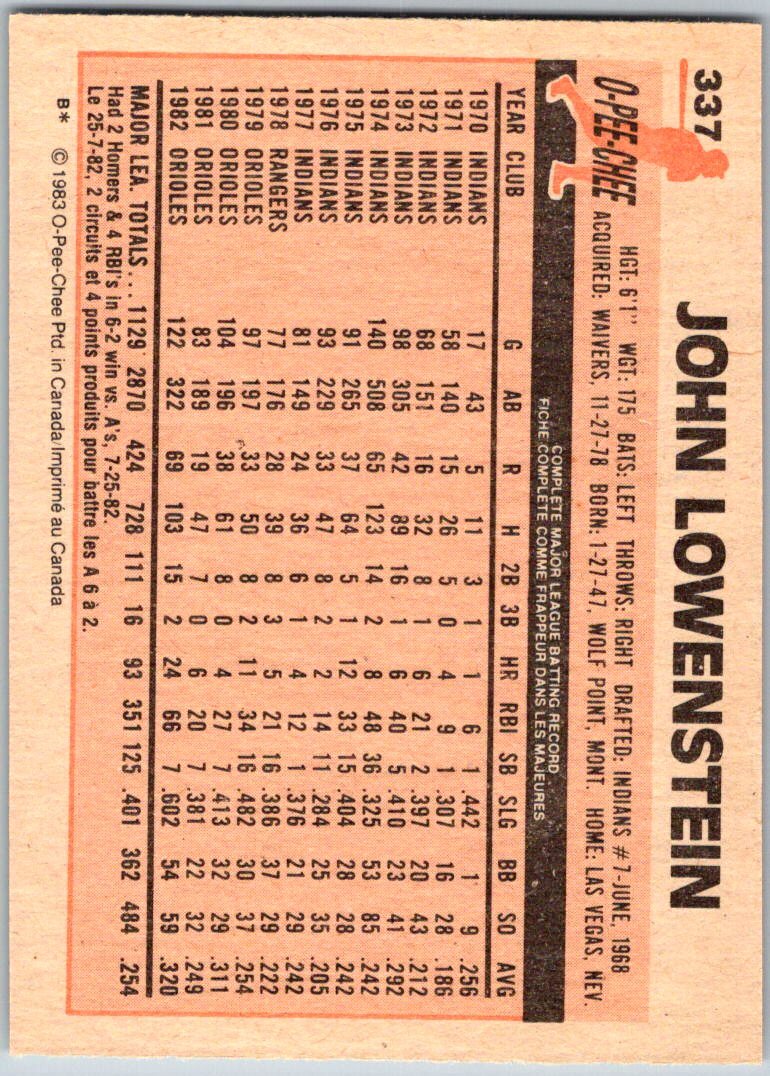 337
JOHN LOWENSTEIN
O-PEE-CHEE
HGT: 6'1" WGT: 175 BATS: LEFT THROWS: RIGHT DRAFTED: INDIANS #7-JUNE, 1968
ACQUIRED: WAIVERS, 11-27-78 BORN: 1-27-47, WOLF POINT, MONT. HOME: LAS VEGAS, NEV.
COMPLETE MAJOR LEAGUE BATTING RECORD
FICHE COMPLETE COMME FRAPPEUR DANS LES MAJEURES
YEAR CLUB G AB R H 2B 3B HR RBI SB SLG BB SO AVG
1970 INDIANS 17 43 5 11 3 1 1 6 1 .442 1 9 .256
1971 INDIANS 58 140 15 26 5 0 4 9 1 .307 16 28 .186
1972 INDIANS 68 151 16 32 8 1 6 21 2 .397 20 43 .212
1973 INDIANS 98 305 42 89 16 1 6 40 5 .410 23 41 .292
1974 INDIANS 140 508 65 123 14 2 8 48 36 .325 53 85 .242
1975 INDIANS 91 265 37 64 5 1 12 33 15 .404 28 28 .242
1976 INDIANS 93 229 33 47 8 2 2 14 11 .284 25 35 .205
1977 INDIANS 81 149 24 36 6 1 4 12 1 .376 21 29 .242
1978 RANGERS 77 176 28 39 8 3 5 21 16 .386 37 29 .222
1979 ORIOLES 97 197 33 50 8 2 11 34 16 .482 30 37 .254
1980 ORIOLES 104 196 38 61 8 0 4 27 7 .413 32 29 .311
1981 ORIOLES 83 189 19 47 7 0 6 20 7 .381 22 32 .249
1982 ORIOLES 122 322 69 103 15 2 24 66 7 .602 54 59 .320
MAJOR LEA. TOTALS . . . 1129 2870 424 728 111 16 93 351 125 .401 362 484 .254
Had 2 Homers & 4 RBI's in 6-2 win vs. A's, 7-25-82.
Le 25-7-82, 2 circuits et 4 points produits pour battre les A 6 à 2.
B* © 1983 O-Pee-Chee Ptd. in Canada/Imprimé au Canada